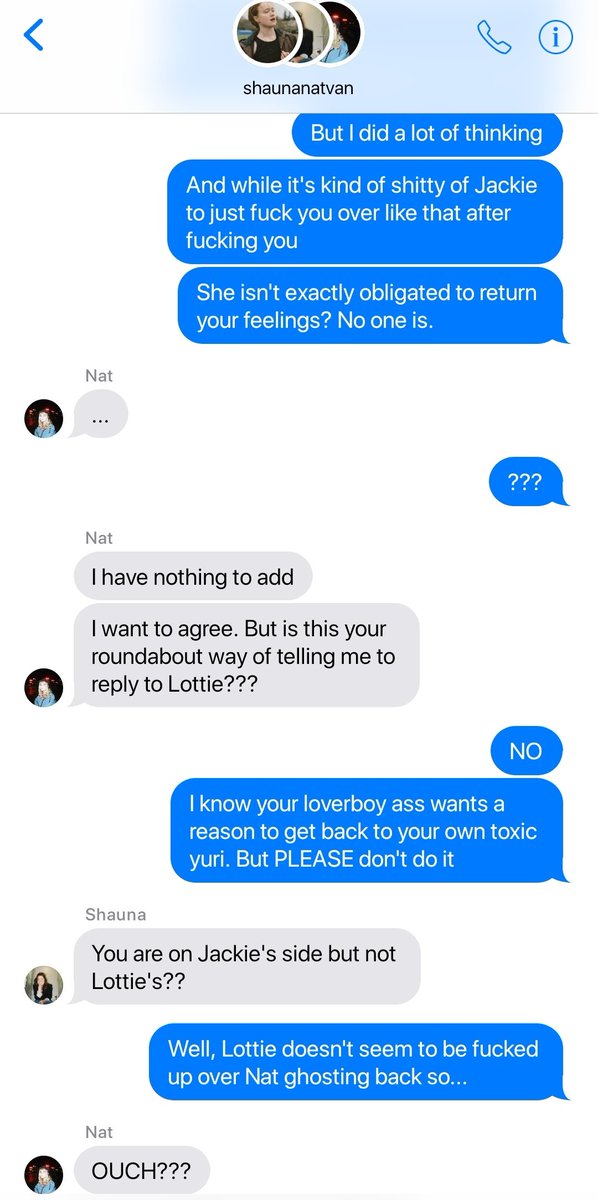 shaunanatvan
But I did a lot of thinking
And while it's kind of shitty of Jackie
to just fuck you over like that after
fucking you
She isn't exactly obligated to return
your feelings? No one is.
Nat
...
???
Nat
I have nothing to add
I want to agree. But is this your
roundabout way of telling me to
reply to Lottie???
NO
I know your loverboy ass wants a
reason to get back to your own toxic
yuri. But PLEASE don't do it
Shauna
You are on Jackie's side but not
Lottie's??
Well, Lottie doesn't seem to be fucked
up over Nat ghosting back so...
Nat
OUCH???